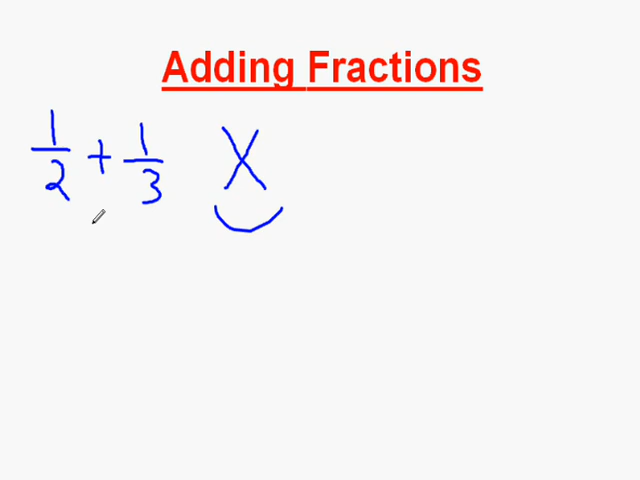 Adding Fractions
1/2 + 1/3 X